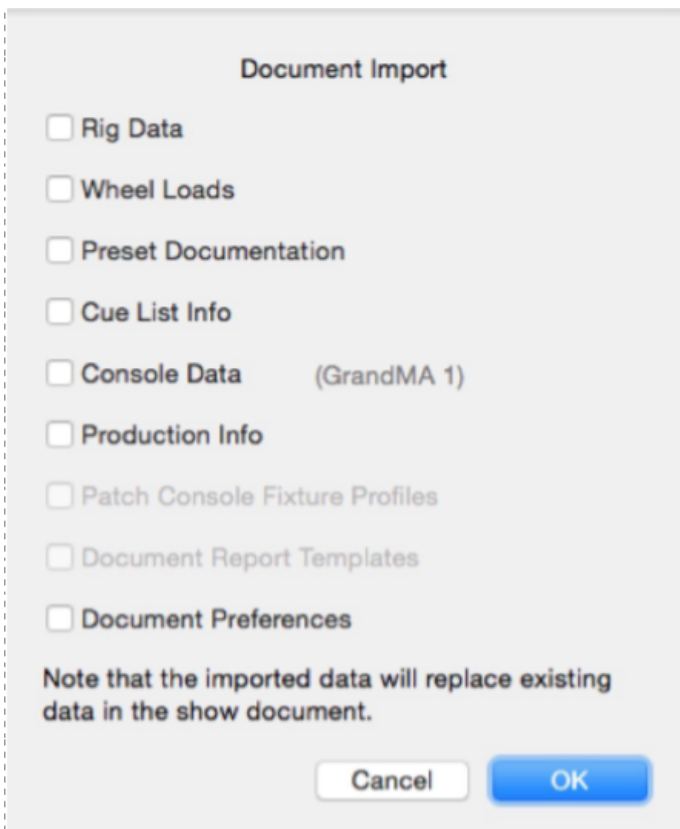 Document Import
Rig Data
Wheel Loads
Preset Documentation
Cue List Info
Console Data (GrandMA 1)
Production Info
Patch Console Fixture Profiles
Document Report Templates
Document Preferences
Note that the imported data will replace existing
data in the show document.
Cancel OK